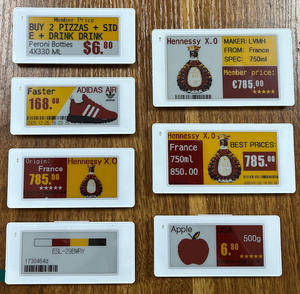 Member Price
BUY 2 PIZZAS + SID
E + DRINK DRINK
Peroni Bottles
4X330 ML
$6.80
Faster
168.00
ADIDAS AIR
Origin:
France
785.00
★★★★★
Hennessy X.O
ESL-29BWRY
1730464d
Hennessy X.O
MAKER: LVMH
FROM: France
SPEC: 750ml
Member price:
€785.00
★★★★★
Hennessy X.O
France
750ml
850.00
BEST PRICES:
785.00
★★★★★
Apple
500g
6.80
★★★★★